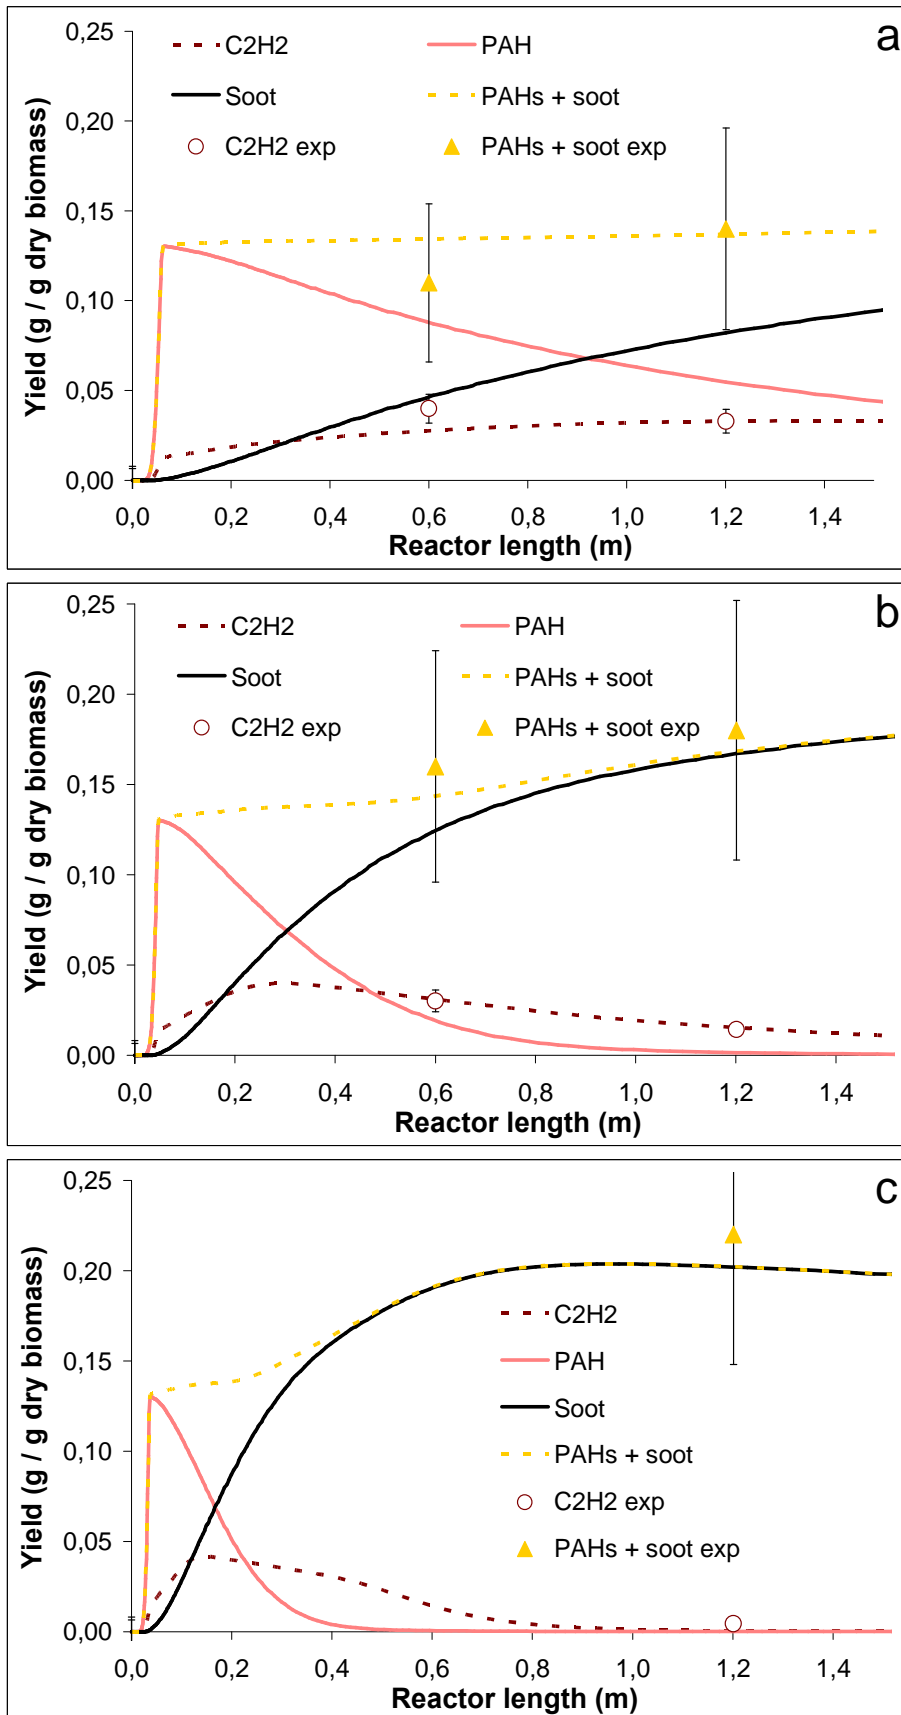 a
0,25
C2H2
PAH
0,20
Soot
PAHs + soot
C2H2 exp
PAHs + soot exp
0,15
0,10
0,05
0,00
0,0 0,2 0,4 0,6 0,8 1,0 1,2 1,4
Reactor length (m)
Yield (g / g dry biomass)
b
0,25
C2H2
PAH
0,20
Soot
PAHs + soot
C2H2 exp
PAHs + soot exp
0,15
0,10
0,05
0,00
0,0 0,2 0,4 0,6 0,8 1,0 1,2 1,4
Reactor length (m)
Yield (g / g dry biomass)
c
0,25
0,20
C2H2
PAH
0,15
Soot
0,10
PAHs + soot
C2H2 exp
0,05
PAHs + soot exp
0,00
0,0 0,2 0,4 0,6 0,8 1,0 1,2 1,4
Reactor length (m)
Yield (g / g dry biomass)